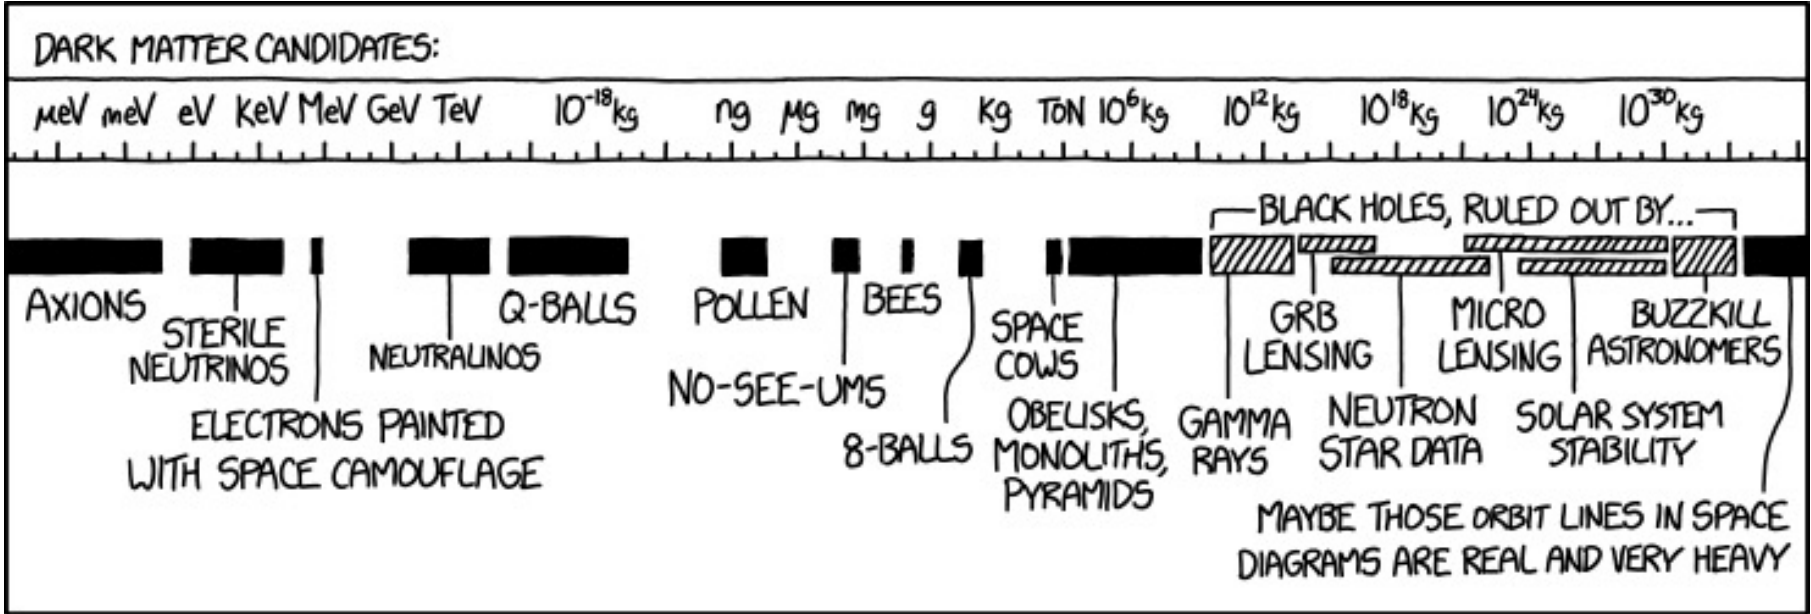 DARK MATTER CANDIDATES:
μeV meV eV KeV MeV GeV TeV 10⁻¹⁸kg ng μg mg g kg TON 10⁶kg 10¹²kg 10¹⁸kg 10²⁴kg 10³⁰kg
BLACK HOLES, RULED OUT BY...
AXIONS
STERILE
NEUTRINOS
ELECTRONS PAINTED
WITH SPACE CAMOUFLAGE
NEUTRALINOS
Q-BALLS
POLLEN
NO-SEE-UMS
BEES
8-BALLS
SPACE
COWS
OBELISKS,
MONOLITHS,
PYRAMIDS
GAMMA
RAYS
GRB
LENSING
NEUTRON
STAR DATA
MICRO
LENSING
SOLAR SYSTEM
STABILITY
BUZZKILL
ASTRONOMERS
MAYBE THOSE ORBIT LINES IN SPACE
DIAGRAMS ARE REAL AND VERY HEAVY